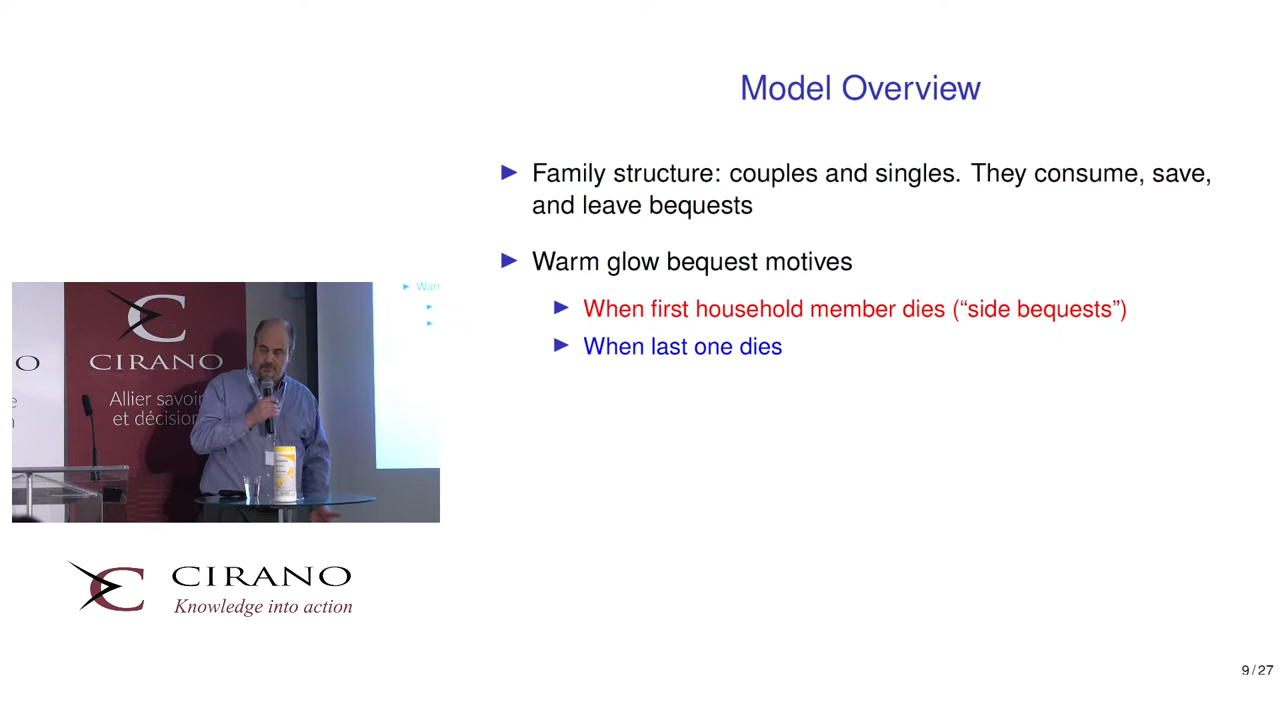 Model Overview
Family structure: couples and singles. They consume, save,
and leave bequests
Warm glow bequest motives
When first household member dies (“side bequests”)
When last one dies
Warm
CIRANO
Allier savoir
et décision
CIRANO
Knowledge into action
9 / 27